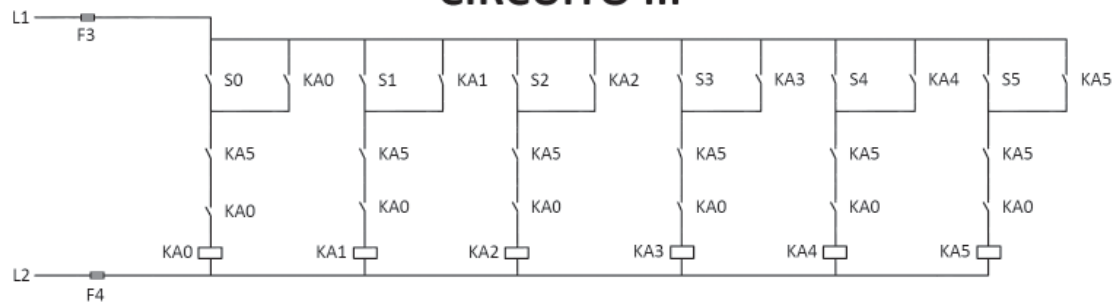 CIRCUITO III
L1
F3
S0 KA0 S1 KA1 S2 KA2 S3 KA3 S4 KA4 S5 KA5
KA5 KA5 KA5 KA5 KA5 KA5
KA0 KA0 KA0 KA0 KA0 KA0
KA0 KA1 KA2 KA3 KA4 KA5
L2
F4